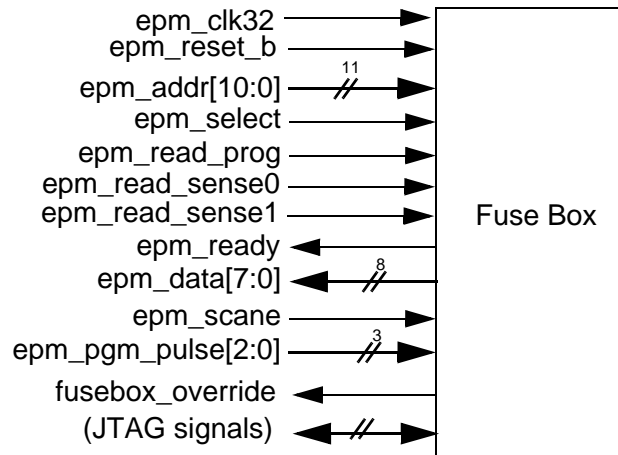 epm_clk32
epm_reset_b
epm_addr[10:0] 11
epm_select
epm_read_prog
epm_read_sense0
epm_read_sense1
Fuse Box
epm_ready
epm_data[7:0] 8
epm_scane
epm_pgm_pulse[2:0] 3
fusebox_override
(JTAG signals)